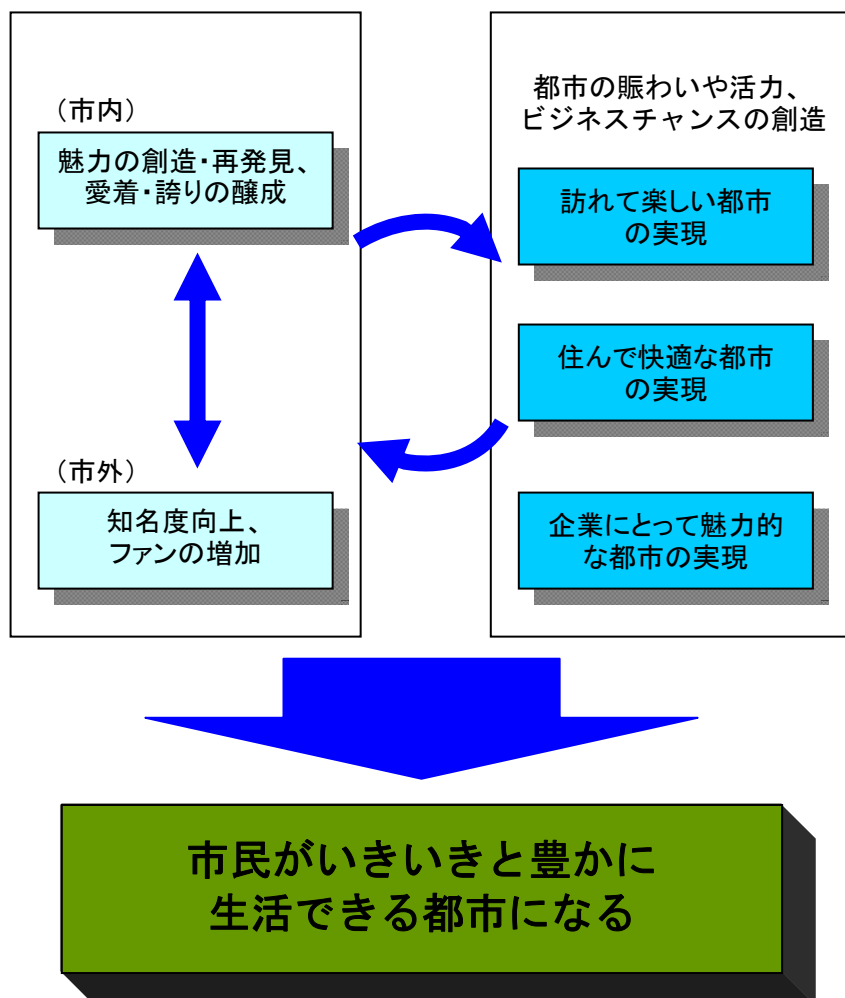 （市内）
魅力の創造・再発見、
愛着・誇りの醸成
（市外）
知名度向上、
ファンの増加
都市の賑わいや活力、
ビジネスチャンスの創造
訪れて楽しい都市
の実現
住んで快適な都市
の実現
企業にとって魅力的
な都市の実現
市民がいきいきと豊かに
生活できる都市になる